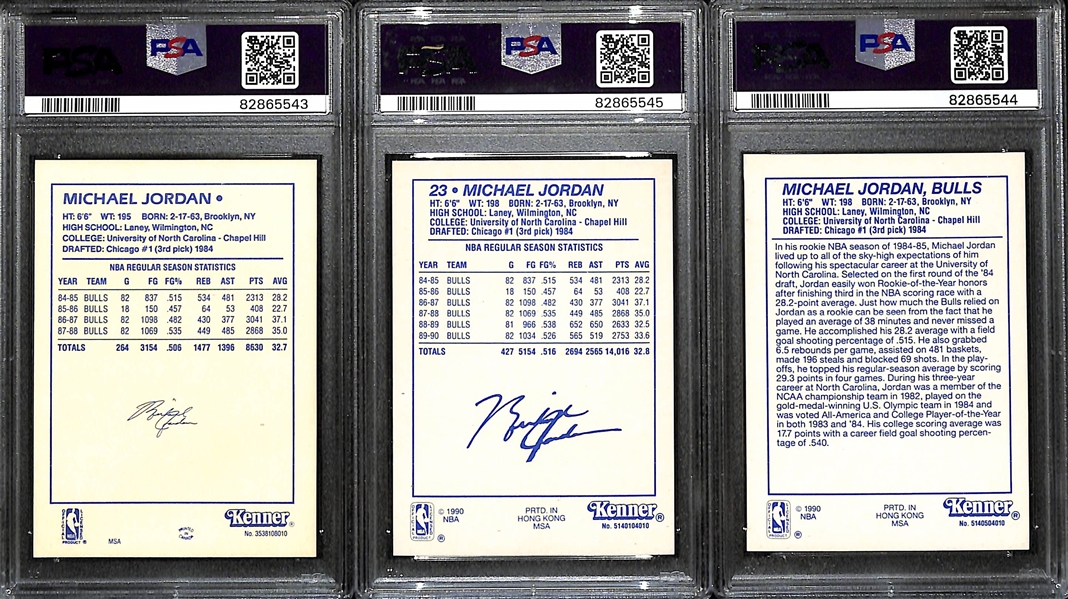 PSA
82865543
MICHAEL JORDAN •
HT: 6'6" WT: 195 BORN: 2-17-63, Brooklyn, NY
HIGH SCHOOL: Laney, Wilmington, NC
COLLEGE: University of North Carolina - Chapel Hill
DRAFTED: Chicago #1 (3rd pick) 1984
NBA REGULAR SEASON STATISTICS
YEAR TEAM G FG FG% REB AST PTS AVG
84-85 BULLS 82 837 .515 534 481 2313 28.2
85-86 BULLS 18 150 .457 64 53 408 22.7
86-87 BULLS 82 1098 .482 430 377 3041 37.1
87-88 BULLS 82 1069 .535 449 485 2868 35.0
TOTALS 264 3154 .506 1477 1396 8630 32.7
NBA
MSA
Kenner®
No. 3538108010
PSA
82865545
23 • MICHAEL JORDAN
HT: 6'6" WT: 198 BORN: 2-17-63, Brooklyn, NY
HIGH SCHOOL: Laney, Wilmington, NC
COLLEGE: University of North Carolina - Chapel Hill
DRAFTED: Chicago #1 (3rd pick) 1984
NBA REGULAR SEASON STATISTICS
YEAR TEAM G FG FG% REB AST PTS AVG
84-85 BULLS 82 837 .515 534 481 2313 28.2
85-86 BULLS 18 150 .457 64 53 408 22.7
86-87 BULLS 82 1098 .482 430 377 3041 37.1
87-88 BULLS 82 1069 .535 449 485 2868 35.0
88-89 BULLS 81 966 .538 652 650 2633 32.5
89-90 BULLS 82 1034 .526 565 519 2753 33.6
TOTALS 427 5154 .516 2694 2565 14,016 32.8
© 1990
NBA
PRTD. IN
HONG KONG
MSA
Kenner®
No. 5140104010
PSA
82865544
MICHAEL JORDAN, BULLS
HT: 6'6" WT: 198 BORN: 2-17-63, Brooklyn, NY
HIGH SCHOOL: Laney, Wilmington, NC
COLLEGE: University of North Carolina - Chapel Hill
DRAFTED: Chicago #1 (3rd pick) 1984
In his rookie NBA season of 1984-85, Michael Jordan
lived up to all of the sky-high expectations of him
following his spectacular career at the University of
North Carolina. Selected on the first round of the '84
draft, Jordan easily won Rookie-of-the-Year honors
after finishing third in the NBA scoring race with a
28.2-point average. Just how much the Bulls relied on
Jordan as a rookie can be seen from the fact that he
played an average of 38 minutes and never missed a
game. He accomplished his 28.2 average with a field
goal shooting percentage of .515. He also grabbed
6.5 rebounds per game, assisted on 481 baskets,
made 196 steals and blocked 69 shots. In the play-
offs, he topped his regular-season average by scoring
29.3 points in four games. During his three-year
career at North Carolina, Jordan was a member of the
NCAA championship team in 1982, played on the
gold-medal-winning U.S. Olympic team in 1984 and
was voted All-America and College Player-of-the-Year
in both 1983 and '84. His college scoring average was
17.7 points with a career field goal shooting percen-
tage of .540.
© 1990
NBA
PRTD. IN
HONG KONG
MSA
Kenner®
No. 5140504010